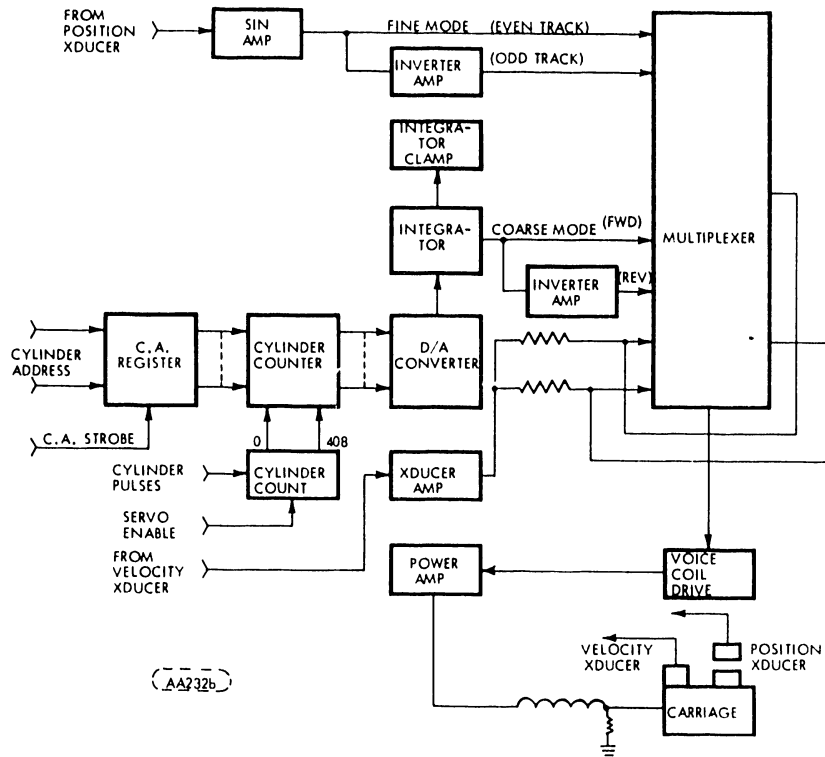 FROM
POSITION
XDUCER
SIN
AMP
FINE MODE (EVEN TRACK)
INVERTER
AMP
(ODD TRACK)
INTEGRA-
TOR
CLAMP
INTEGRA-
TOR
COARSE MODE (FWD)
MULTIPLEXER
INVERTER
AMP
(REV)
CYLINDER
ADDRESS
C.A.
REGISTER
CYLINDER
COUNTER
D/A
CONVERTER
C.A. STROBE
0
408
CYLINDER
PULSES
CYLINDER
COUNT
XDUCER
AMP
SERVO
ENABLE
FROM
VELOCITY
XDUCER
POWER
AMP
VOICE
COIL
DRIVE
VELOCITY
XDUCER
POSITION
XDUCER
CARRIAGE
AA232b